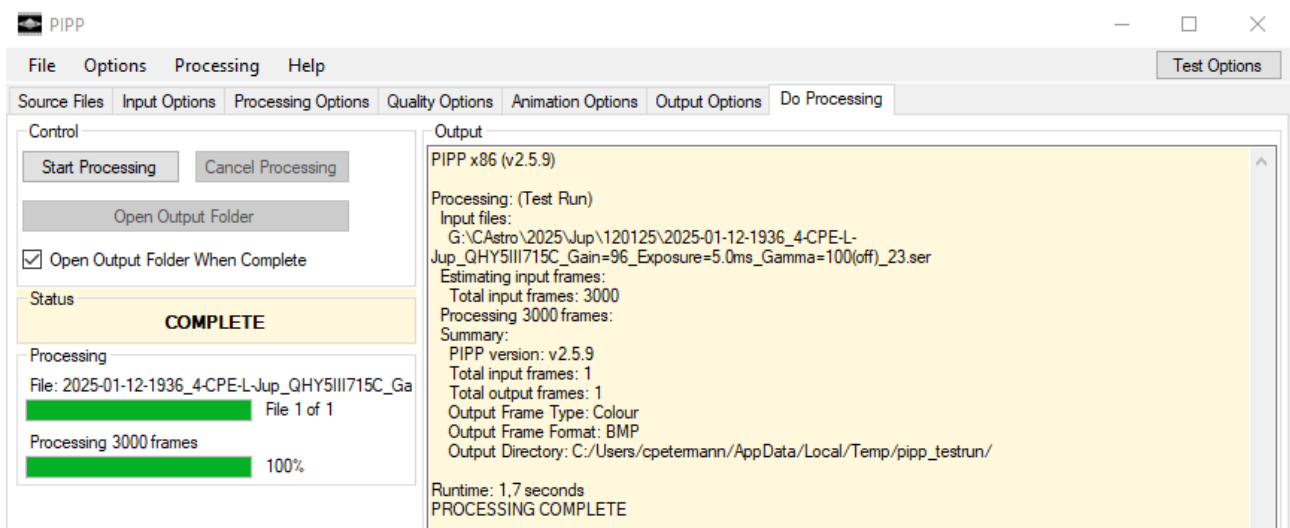 PIPP
File Options Processing Help
Test Options
Source Files Input Options Processing Options Quality Options Animation Options Output Options Do Processing
Control
Start Processing Cancel Processing
Open Output Folder
Open Output Folder When Complete
Status
COMPLETE
Processing
File: 2025-01-12-1936_4-CPE-L-Jup_QHY5III715C_Ga
File 1 of 1
Processing 3000 frames
100%
Output
PIPP x86 (v2.5.9)
Processing: (Test Run)
Input files:
G:\CAstro\2025\Jup\120125\2025-01-12-1936_4-CPE-L-
Jup_QHY5III715C_Gain=96_Exposure=5.0ms_Gamma=100(off)_23.ser
Estimating input frames:
Total input frames: 3000
Processing 3000 frames:
Summary:
PIPP version: v2.5.9
Total input frames: 1
Total output frames: 1
Output Frame Type: Colour
Output Frame Format: BMP
Output Directory: C:/Users/cpetermann/AppData/Local/Temp/pipp_testrun/
Runtime: 1,7 seconds
PROCESSING COMPLETE